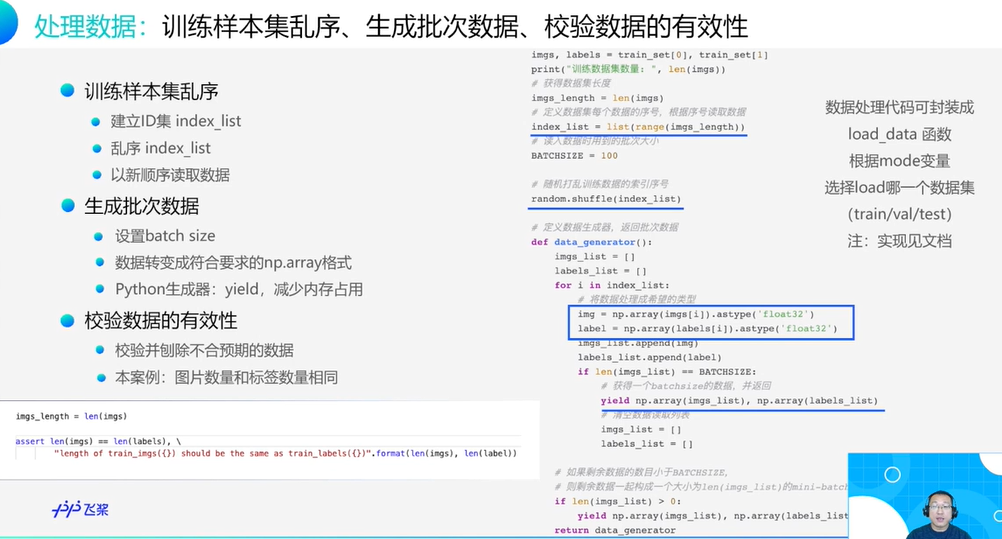 处理数据：训练样本集乱序、生成批次数据、校验数据的有效性
训练样本集乱序
建立ID集 index_list
乱序 index_list
以新顺序读取数据
生成批次数据
设置batch size
数据转变成符合要求的np.array格式
Python生成器：yield，减少内存占用
校验数据的有效性
校验并刨除不合预期的数据
本案例：图片数量和标签数量相同
imgs_length = len(imgs)
assert len(imgs) == len(labels), \
"length of train_imgs({}) should be the same as train_labels({})".format(len(imgs), len(label))
飞桨
imgs, labels = train_set[0], train_set[1]
print("训练数据集数量: ", len(imgs))
# 获得数据集长度
imgs_length = len(imgs)
# 定义数据集每个数据的序号，根据序号读取数据
index_list = list(range(imgs_length))
# 读入数据时用到的批次大小
BATCHSIZE = 100
# 随机打乱训练数据的索引序号
random.shuffle(index_list)
# 定义数据生成器，返回批次数据
def data_generator():
imgs_list = []
labels_list = []
for i in index_list:
# 将数据处理成希望的类型
img = np.array(imgs[i]).astype('float32')
label = np.array(labels[i]).astype('float32')
imgs_list.append(img)
labels_list.append(label)
if len(imgs_list) == BATCHSIZE:
# 获得一个batchsize的数据，并返回
yield np.array(imgs_list), np.array(labels_list)
# 清空数据读取列表
imgs_list = []
labels_list = []
# 如果剩余数据的数目小于BATCHSIZE，
# 则剩余数据一起构成一个大小为len(imgs_list)的mini-batch
if len(imgs_list) > 0:
yield np.array(imgs_list), np.array(labels_list
return data_generator
数据处理代码可封装成
load_data 函数
根据mode变量
选择load哪一个数据集
（train/val/test）
注：实现见文档